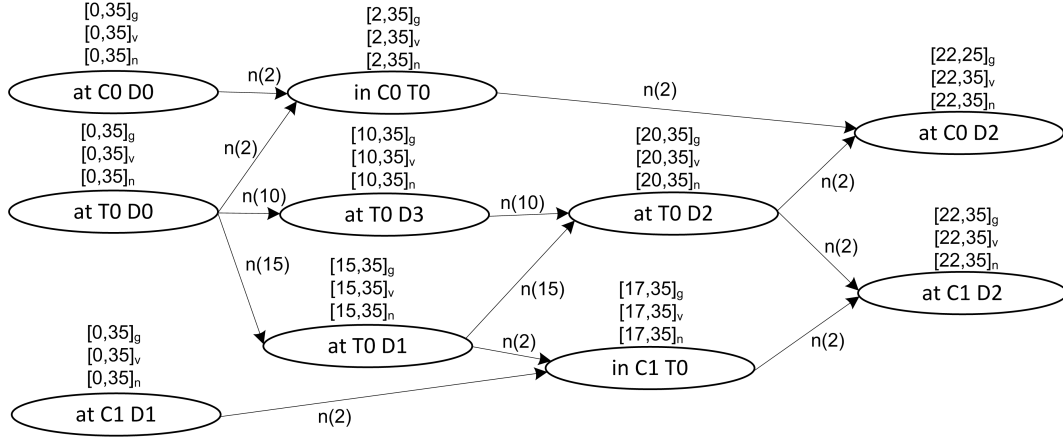 [0,35]g
[0,35]v
[0,35]n
at C0 D0
n(2)
[2,35]g
[2,35]v
[2,35]n
in C0 T0
n(2)
[22,25]g
[22,35]v
[22,35]n
at C0 D2
[0,35]g
[0,35]v
[0,35]n
at T0 D0
n(2)
n(10)
n(15)
[10,35]g
[10,35]v
[10,35]n
at T0 D3
n(10)
[20,35]g
[20,35]v
[20,35]n
at T0 D2
n(2)
n(2)
[22,35]g
[22,35]v
[22,35]n
at C1 D2
[15,35]g
[15,35]v
[15,35]n
at T0 D1
n(15)
n(2)
[17,35]g
[17,35]v
[17,35]n
in C1 T0
n(2)
[0,35]g
[0,35]v
[0,35]n
at C1 D1
n(2)